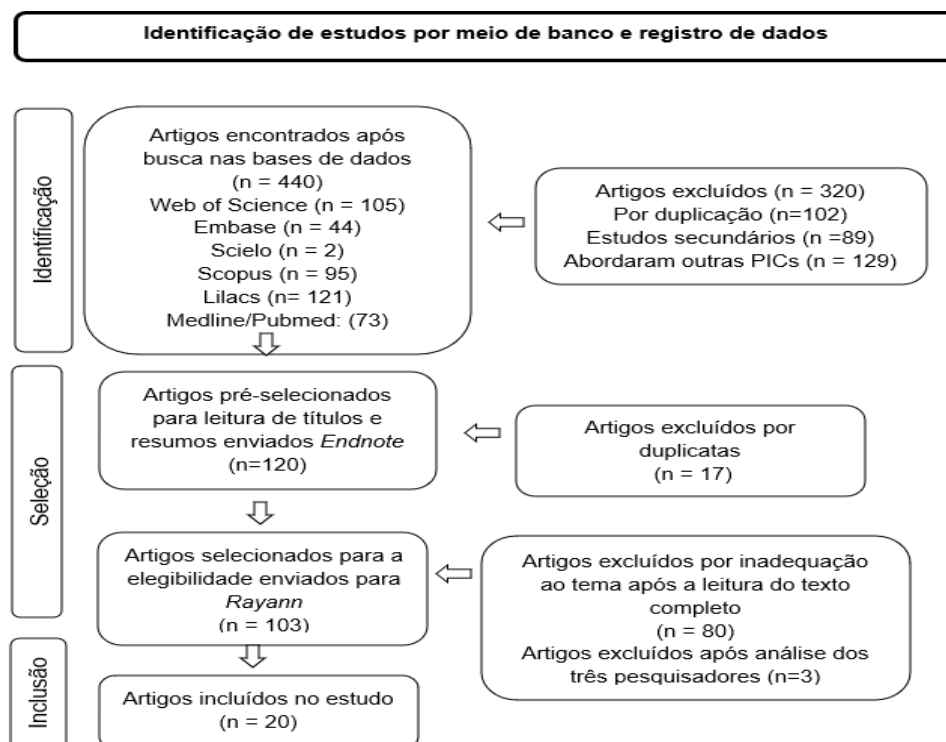 Identificação de estudos por meio de banco e registro de dados
Identificação
Artigos encontrados após
busca nas bases de dados
(n = 440)
Web of Science (n = 105)
Embase (n = 44)
Scielo (n = 2)
Scopus (n = 95)
Lilacs (n= 121)
Medline/Pubmed: (73)
Artigos excluídos (n = 320)
Por duplicação (n=102)
Estudos secundários (n =89)
Abordaram outras PICs (n = 129)
Seleção
Artigos pré-selecionados
para leitura de títulos e
resumos enviados Endnote
(n=120)
Artigos excluídos por
duplicatas
(n = 17)
Artigos selecionados para a
elegibilidade enviados para
Rayann
(n = 103)
Artigos excluídos por inadequação
ao tema após a leitura do texto
completo
(n = 80)
Artigos excluídos após análise dos
três pesquisadores (n=3)
Inclusão
Artigos incluídos no estudo
(n = 20)